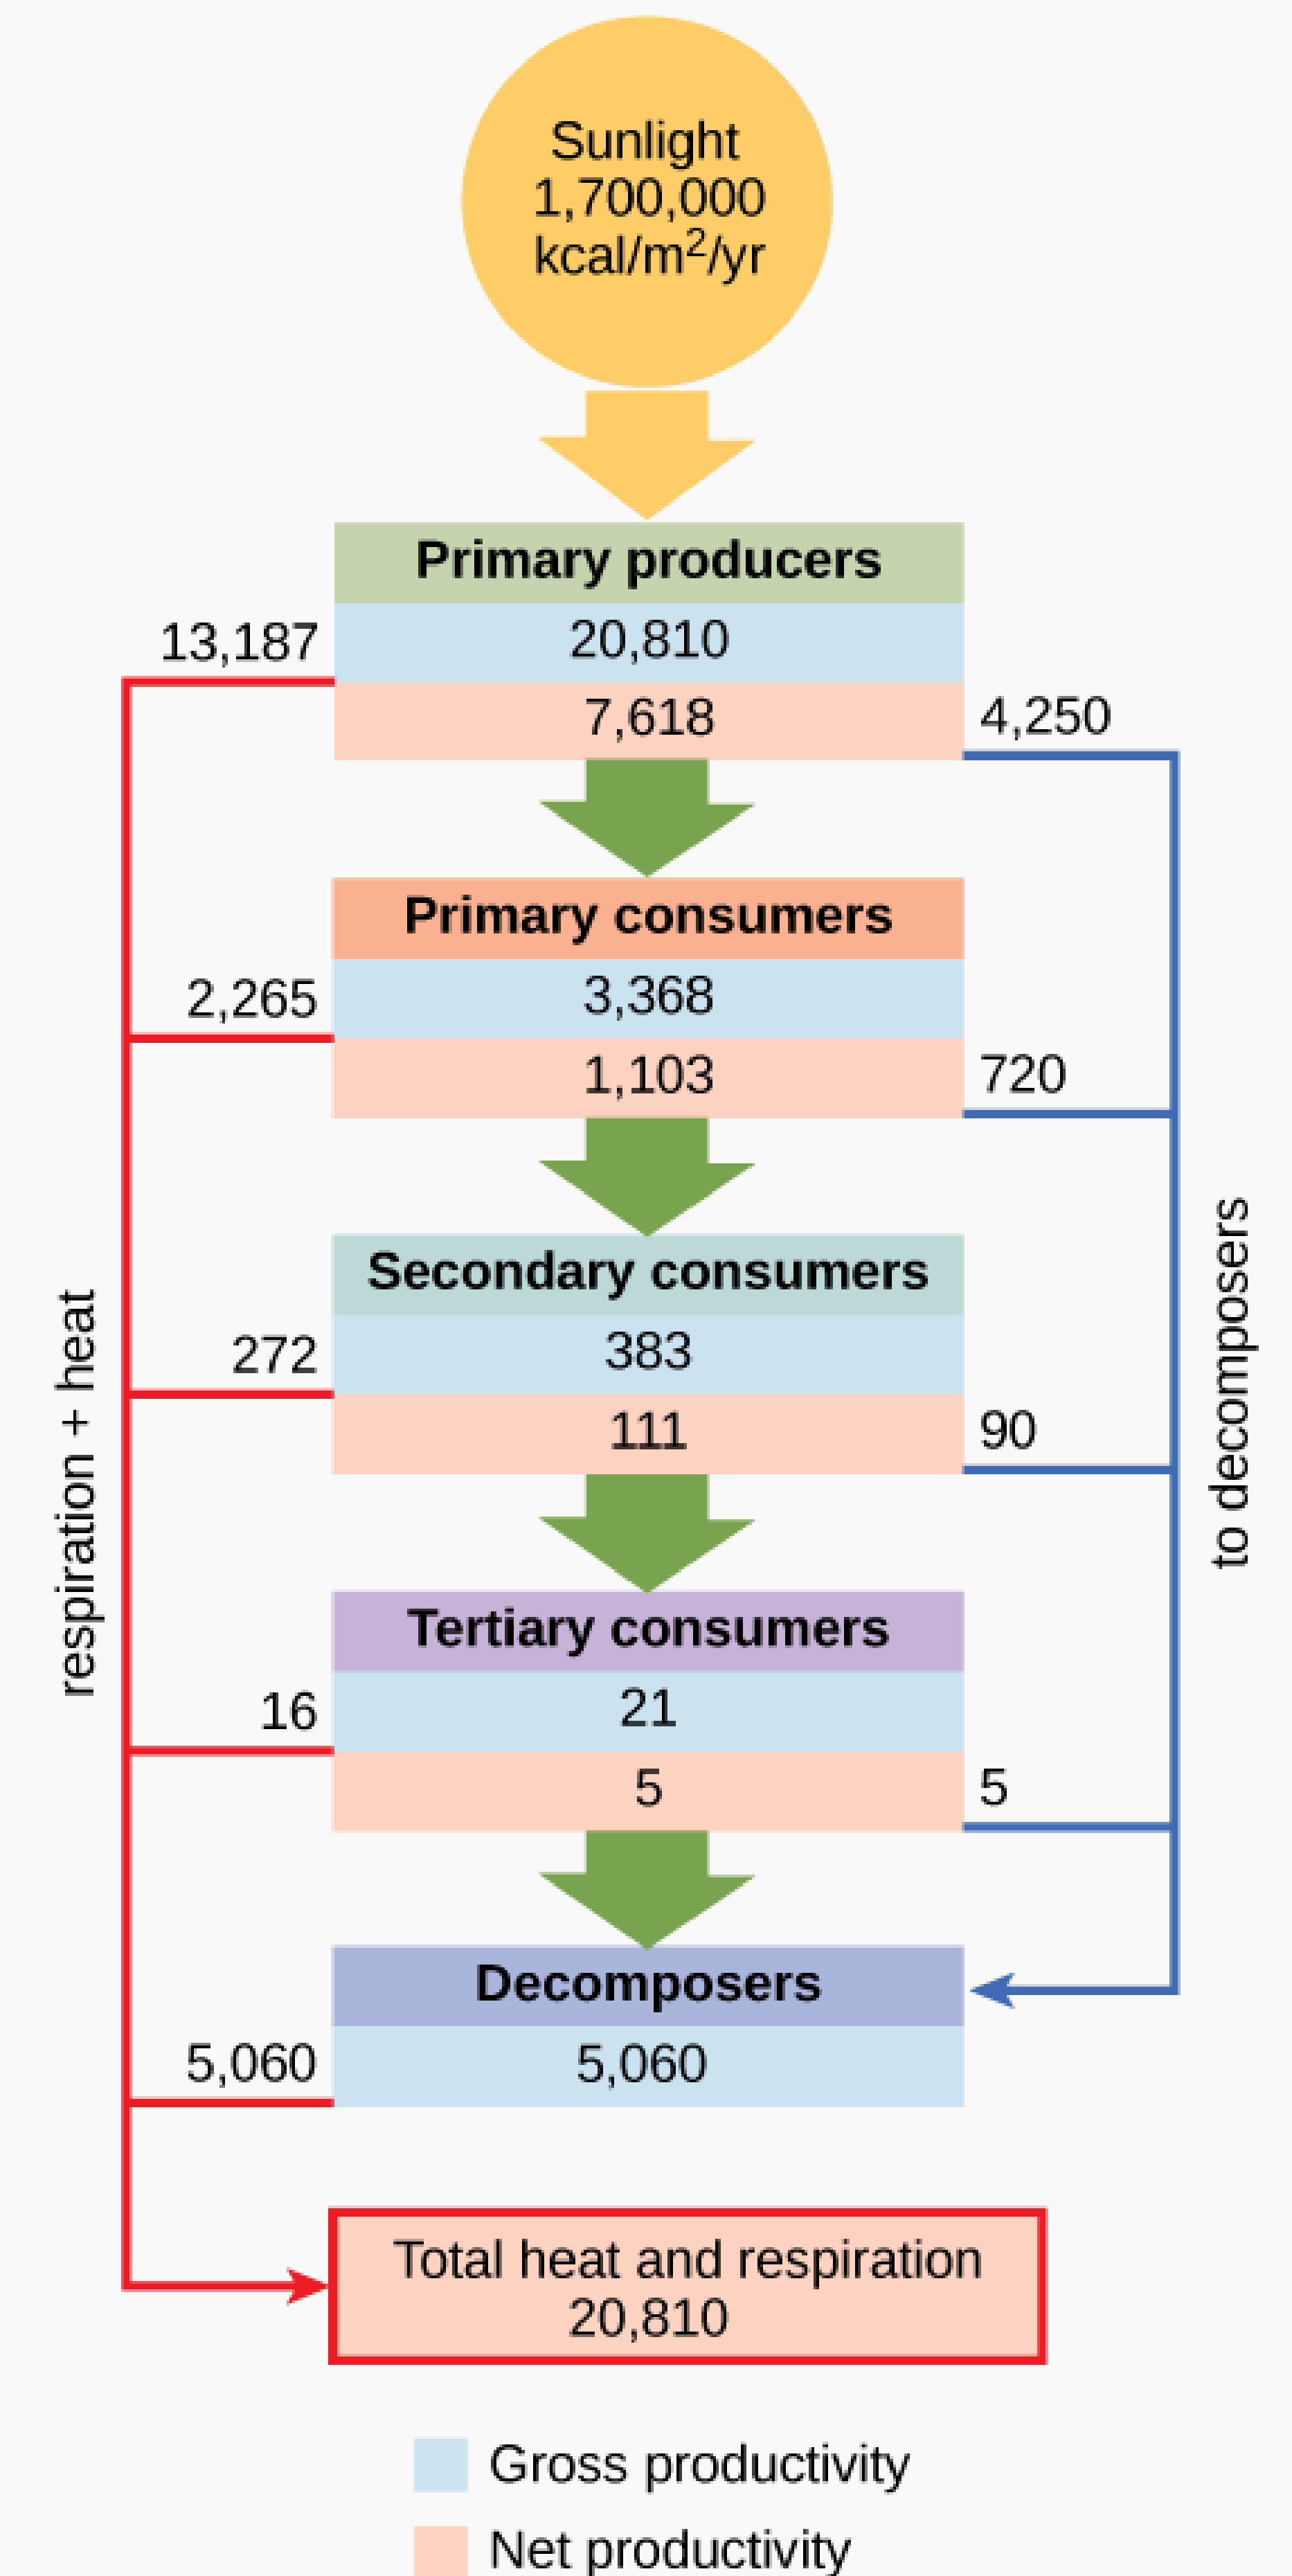 Sunlight
1,700,000
kcal/m²/yr
Primary producers
13,187
20,810
7,618
4,250
Primary consumers
2,265
3,368
1,103
720
Secondary consumers
272
383
111
90
Tertiary consumers
16
21
5
5
respiration + heat
to decomposers
Decomposers
5,060
5,060
Total heat and respiration
20,810
Gross productivity
Net productivity